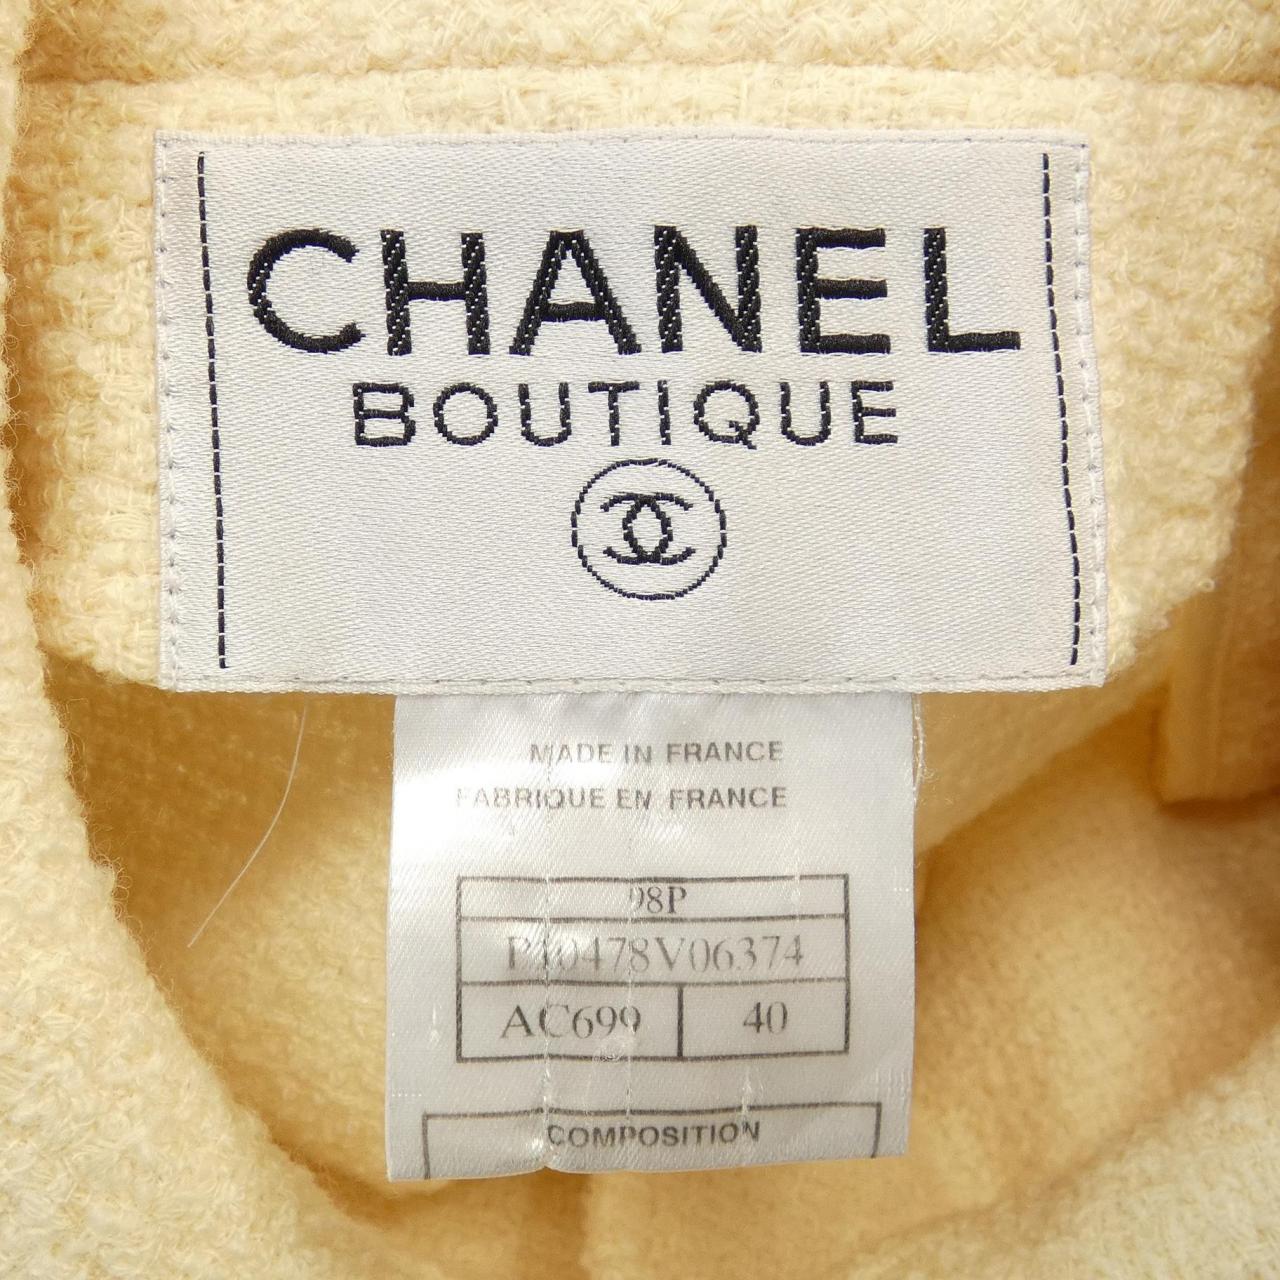 CHANEL
BOUTIQUE
MADE IN FRANCE
FABRIQUE EN FRANCE
98P
P10478V06374
AC699 40
COMPOSITION